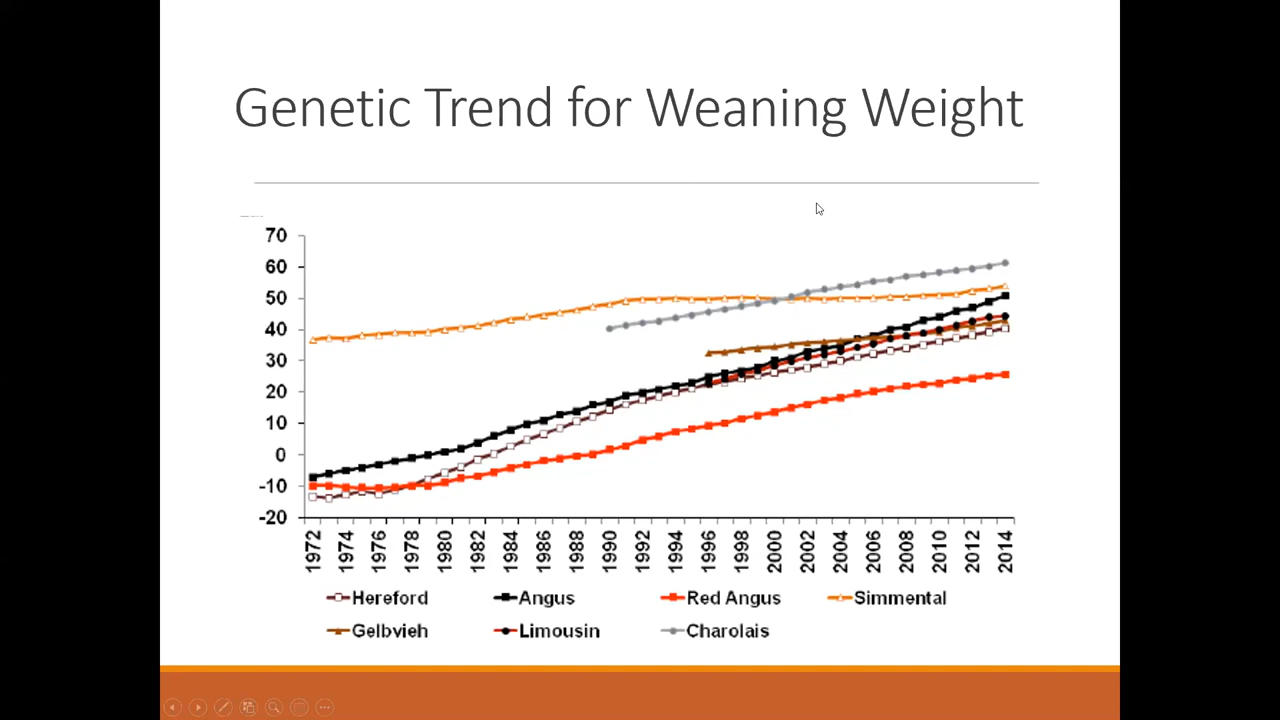 Genetic Trend for Weaning Weight
70
60
50
40
30
20
10
0
-10
-20
1972 1974 1976 1978 1980 1982 1984 1986 1988 1990 1992 1994 1996 1998 2000 2002 2004 2006 2008 2010 2012 2014
Hereford Angus Red Angus Simmental
Gelbvieh Limousin Charolais